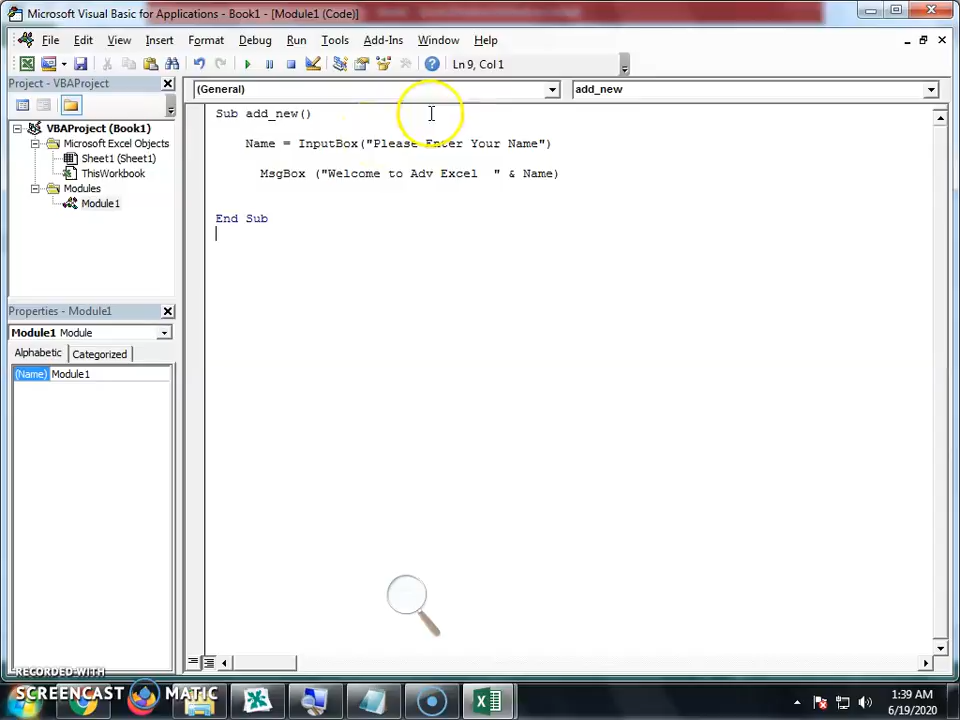 Microsoft Visual Basic for Applications - Book1 - [Module1 (Code)]
File Edit View Insert Format Debug Run Tools Add-Ins Window Help
Ln 9, Col 1
Project - VBAProject
(General)
add_new
VBAProject (Book1)
Microsoft Excel Objects
Sheet1 (Sheet1)
ThisWorkbook
Modules
Module1
Sub add_new()
Name = InputBox("Please Enter Your Name")
MsgBox ("Welcome to Adv Excel  " & Name)
End Sub
Properties - Module1
Module1 Module
Alphabetic Categorized
(Name) Module1
RECORDED WITH
SCREENCAST MATIC
1:39 AM
6/19/2020